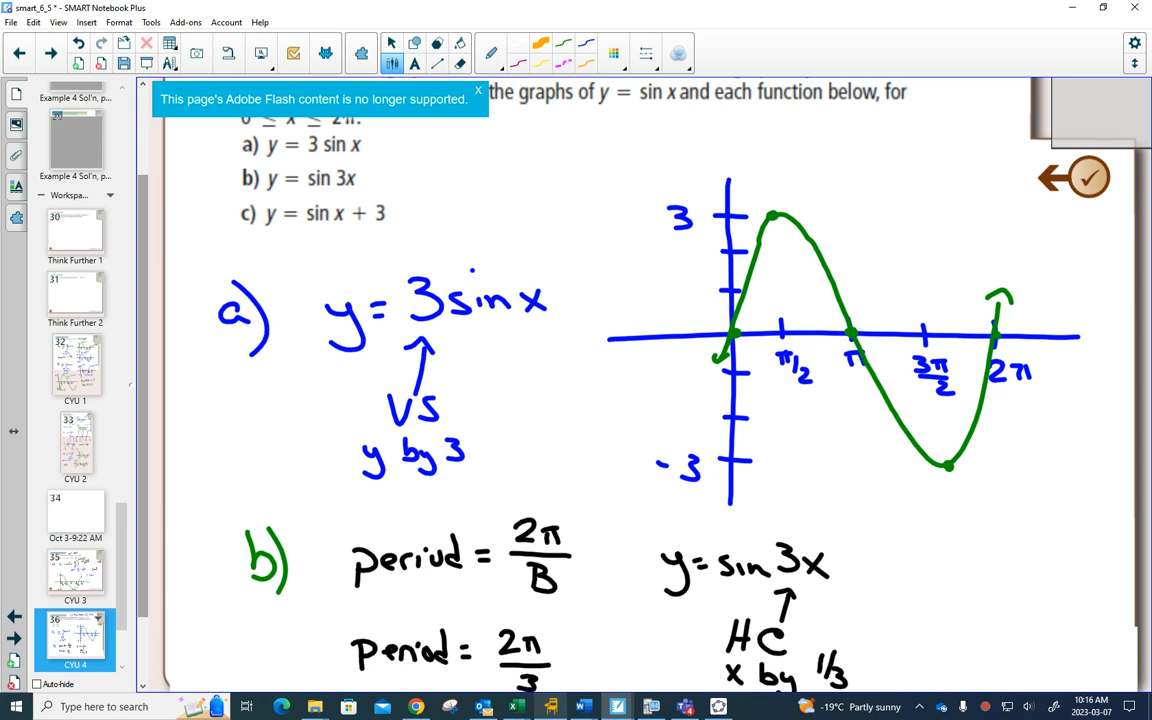 smart_6_5 * - SMART Notebook Plus
File Edit View Insert Format Tools Add-ons Account Help
This page's Adobe Flash content is no longer supported. X
the graphs of y = sin x and each function below, for
0 ≤ x ≤ 2π.
a) y = 3 sin x
b) y = sin 3x
c) y = sin x + 3
Example 4 Sol'n, p...
29
Example 4 Sol'n, p...
Workspa...
30
Think Further 1
31
Think Further 2
32
CYU 1
33
CYU 2
34
Oct 3-9:22 AM
35
CYU 3
36
CYU 4
Auto-hide
a) y = 3 sin x
VS
y by 3
3
π/2
π
3π/2
2π
-3
b) period = 2π/B
y = sin 3x
HC
period = 2π/3
x by 1/3
Type here to search
-19°C Partly sunny
10:16 AM
2023-03-07